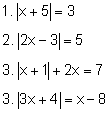 1. |x + 5| = 3
2. |2x − 3| = 5
3. |x + 1| + 2x = 7
3. |3x + 4| = x − 8